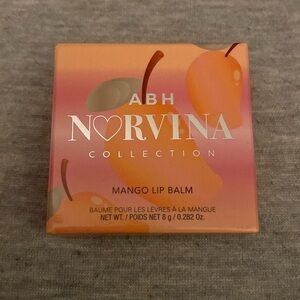 ABH
NORVINA
COLLECTION
MANGO LIP BALM
BAUME POUR LES LÈVRES À LA MANGUE
NET WT. / POIDS NET 8 g / 0.282 Oz.